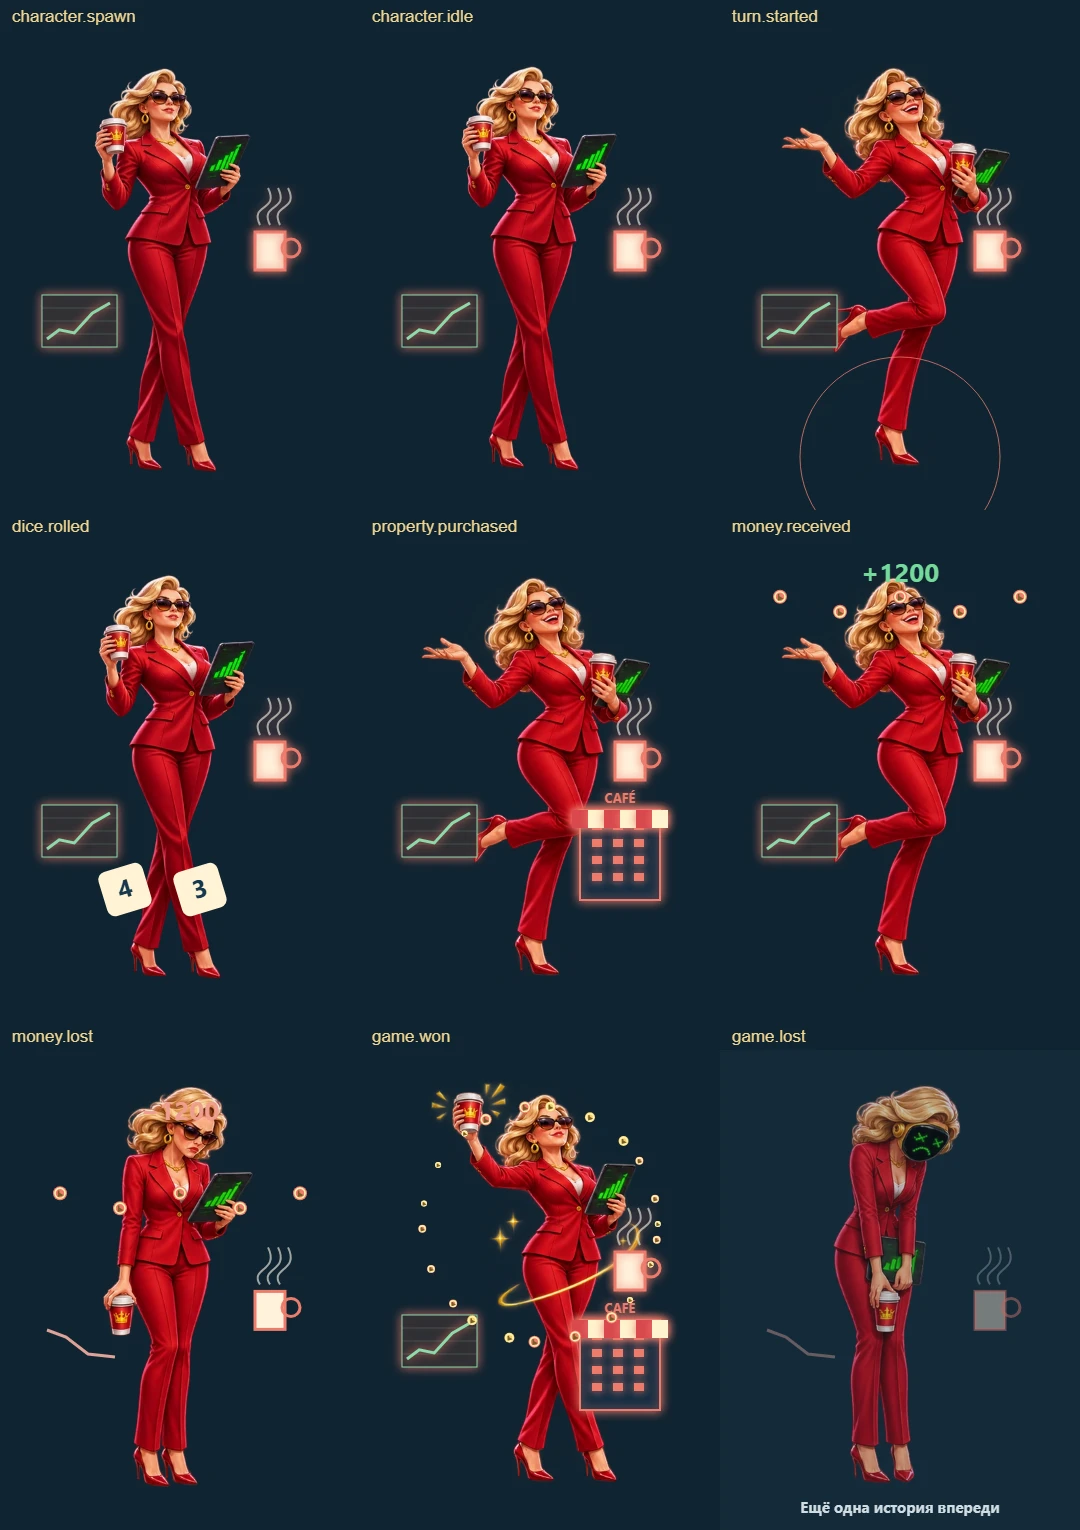 character.spawn
character.idle
turn.started
dice.rolled
property.purchased
money.received
+1200
CAFÉ
4
3
money.lost
game.won
game.lost
CAFÉ
Ещё одна история впереди